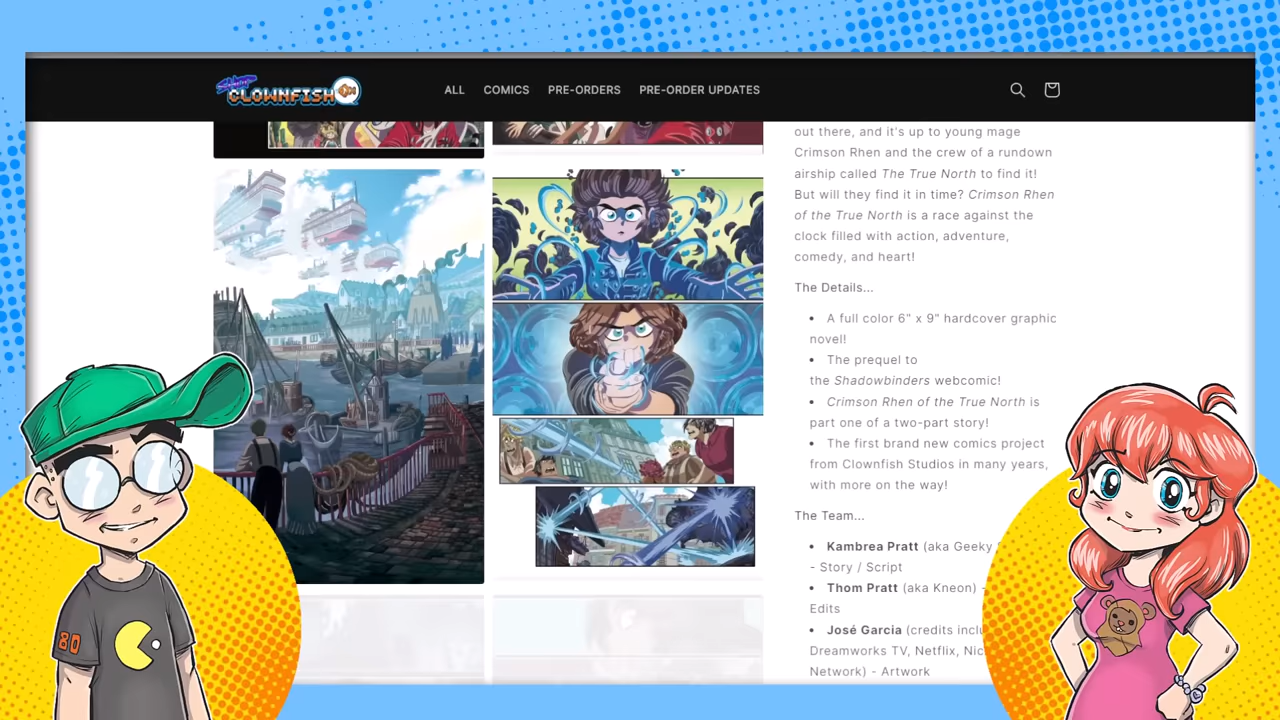 Shop
CLOWNFISH
ALL COMICS PRE-ORDERS PRE-ORDER UPDATES
out there, and it's up to young mage
Crimson Rhen and the crew of a rundown
airship called The True North to find it!
But will they find it in time? Crimson Rhen
of the True North is a race against the
clock filled with action, adventure,
comedy, and heart!
The Details...
• A full color 6" x 9" hardcover graphic
novel!
• The prequel to
the Shadowbinders webcomic!
• Crimson Rhen of the True North is
part one of a two-part story!
• The first brand new comics project
from Clownfish Studios in many years,
with more on the way!
The Team...
• Kambrea Pratt (aka Geeky
- Story / Script
• Thom Pratt (aka Kneon) -
Edits
• José Garcia (credits inclu
Dreamworks TV, Netflix, Nic
Network) - Artwork
80